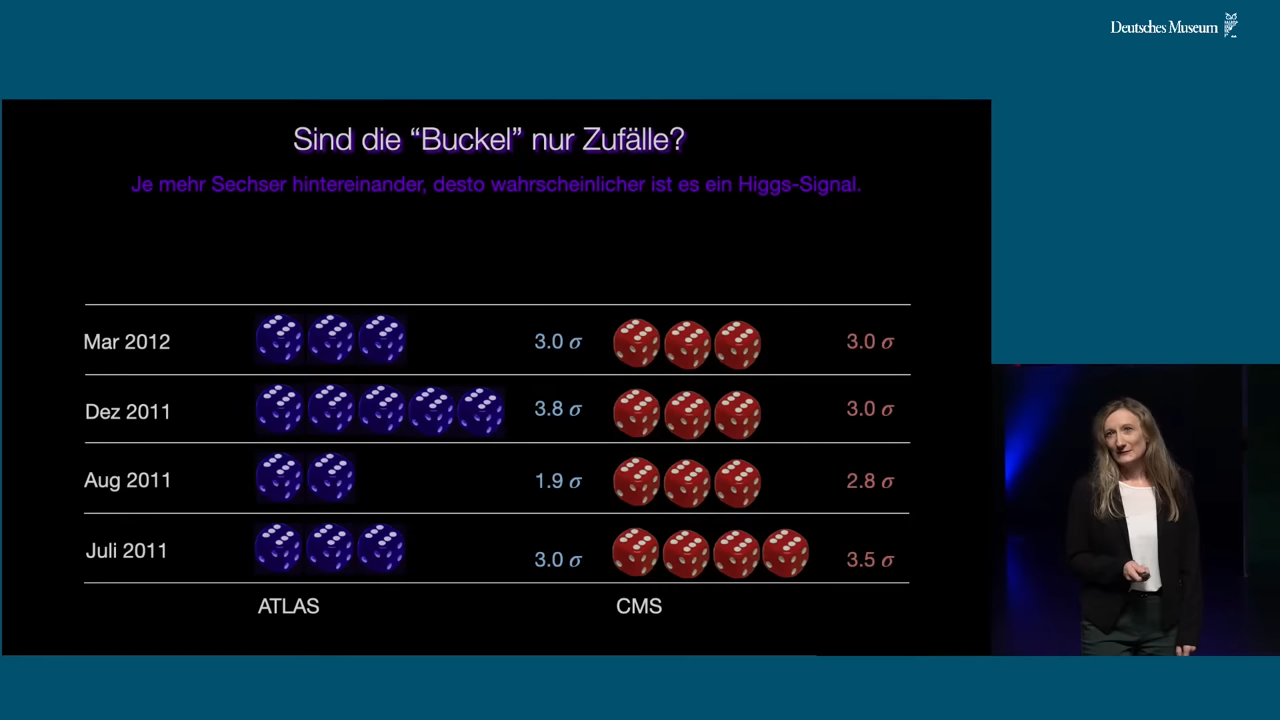 Deutsches Museum
Sind die “Buckel” nur Zufälle?
Je mehr Sechser hintereinander, desto wahrscheinlicher ist es ein Higgs-Signal.
Mar 2012 3.0 σ 3.0 σ
Dez 2011 3.8 σ 3.0 σ
Aug 2011 1.9 σ 2.8 σ
Juli 2011 3.0 σ 3.5 σ
ATLAS CMS